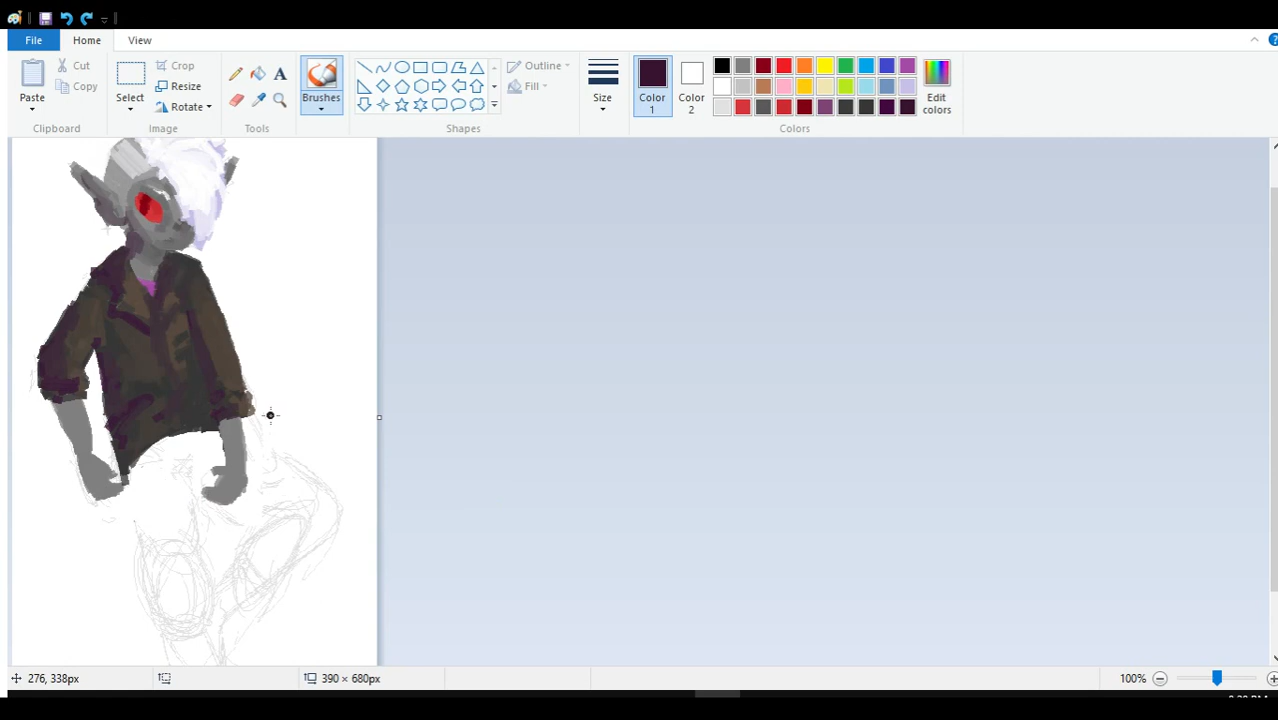 File Home View
Paste
Cut
Copy
Clipboard
Select
Crop
Resize
Rotate
Image
A
Tools
Brushes
Shapes
Outline
Fill
Size
Color 1
Color 2
Edit colors
Colors
276, 338px
390 × 680px
100%